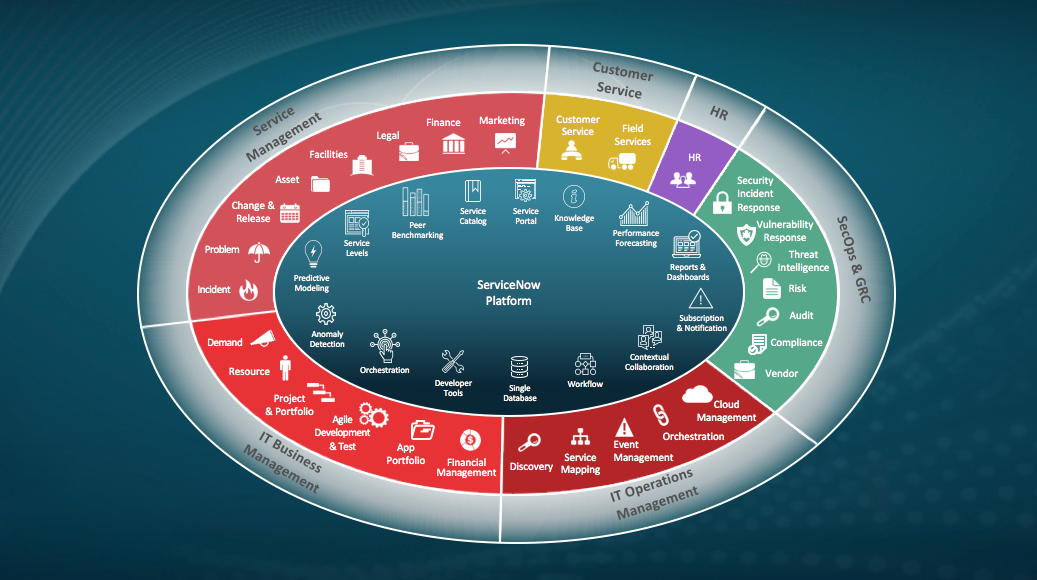 Service
Management
Customer
Service
HR
SecOps & GRC
IT Operations
Management
IT Business
Management
Incident
Problem
Change &
Release
Asset
Facilities
Legal
Finance
Marketing
Customer
Service
Field
Services
HR
Security
Incident
Response
Vulnerability
Response
Threat
Intelligence
Risk
Audit
Compliance
Vendor
Cloud
Management
Orchestration
Event
Management
Service
Mapping
Discovery
Financial
Management
App
Portfolio
Agile
Development
& Test
Project
& Portfolio
Resource
Demand
Predictive
Modeling
Service
Levels
Peer
Benchmarking
Service
Catalog
Service
Portal
Knowledge
Base
Performance
Forecasting
Reports &
Dashboards
Subscription
& Notification
Contextual
Collaboration
Workflow
Single
Database
Developer
Tools
Orchestration
Anomaly
Detection
ServiceNow
Platform